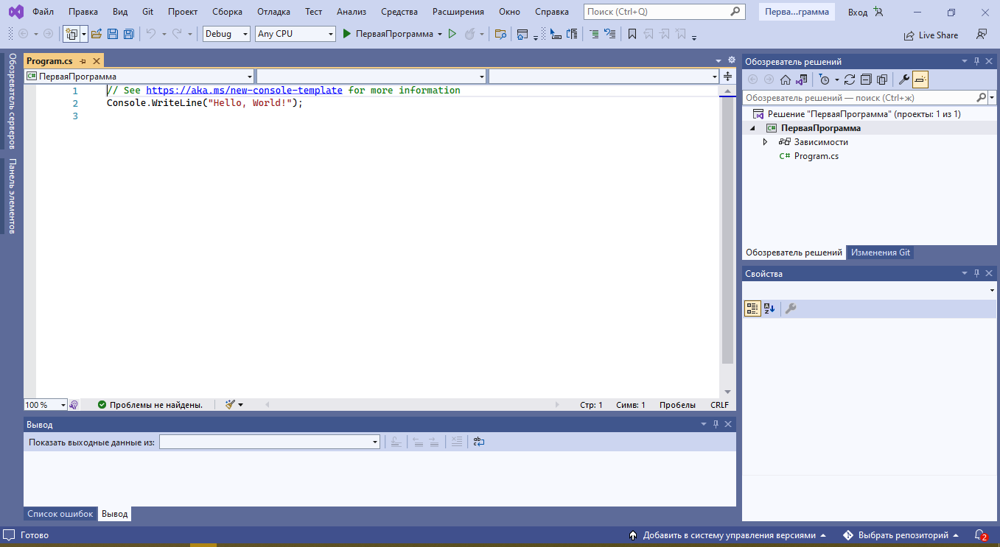 Файл Правка Вид Git Проект Сборка Отладка Тест Анализ Средства Расширения Окно Справка Поиск (Ctrl+Q) Перва...грамма Вход
Debug Any CPU ПерваяПрограмма Live Share
Обозреватель серверов
Панель элементов
Program.cs
C# ПерваяПрограмма
1 // See https://aka.ms/new-console-template for more information
2 Console.WriteLine("Hello, World!");
3
100 % Проблемы не найдены. Стр: 1 Симв: 1 Пробелы CRLF
Вывод
Показать выходные данные из:
Список ошибок Вывод
Обозреватель решений
Обозреватель решений — поиск (Ctrl+ж)
Решение "ПерваяПрограмма" (проекты: 1 из 1)
C# ПерваяПрограмма
Зависимости
C# Program.cs
Обозреватель решений Изменения Git
Свойства
Готово Добавить в систему управления версиями Выбрать репозиторий 2